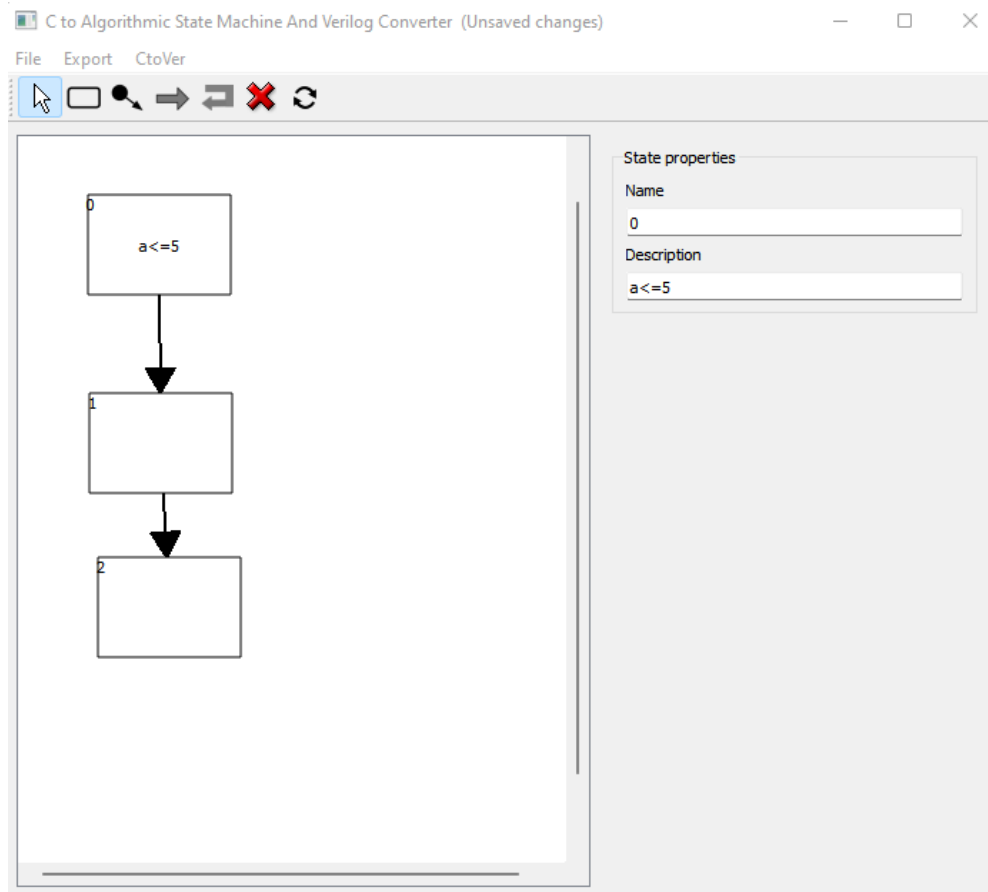 C to Algorithmic State Machine And Verilog Converter (Unsaved changes)
File Export CtoVer
State properties
Name
0
Description
a<=5
0
a<=5
1
2